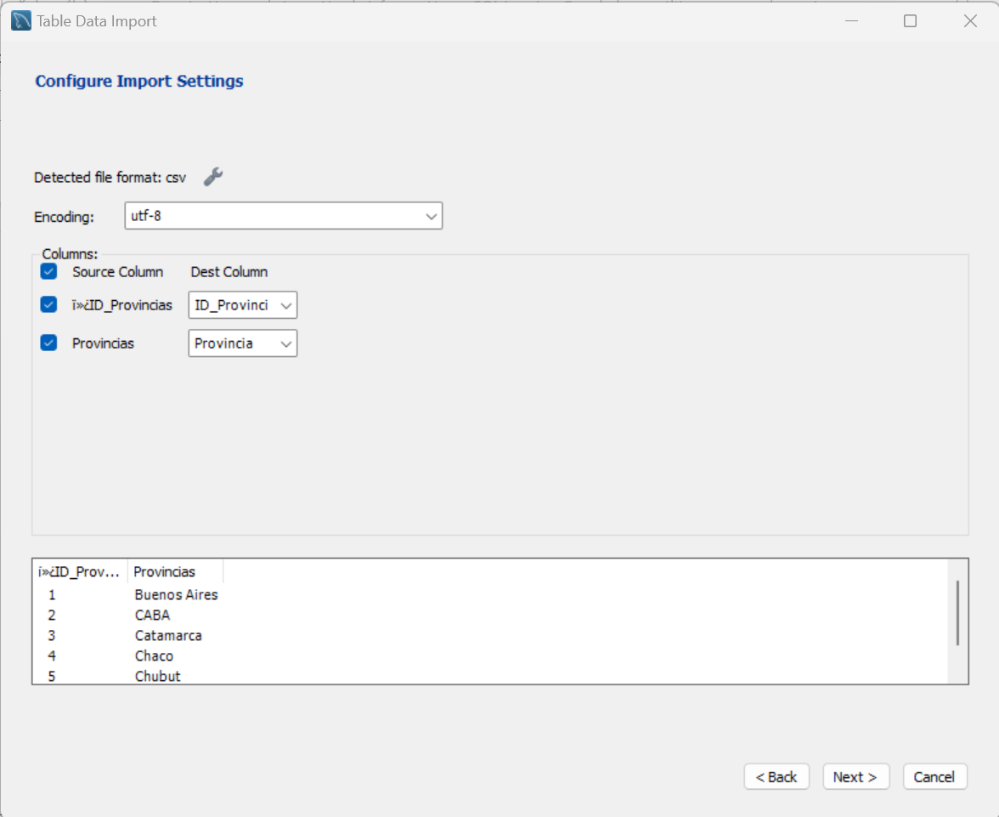 Table Data Import
Configure Import Settings
Detected file format: csv
Encoding: utf-8
Columns:
Source Column Dest Column
ï»¿ID_Provincias ID_Provinci
Provincias Provincia
ï»¿ID_Prov... Provincias
1 Buenos Aires
2 CABA
3 Catamarca
4 Chaco
5 Chubut
< Back Next > Cancel